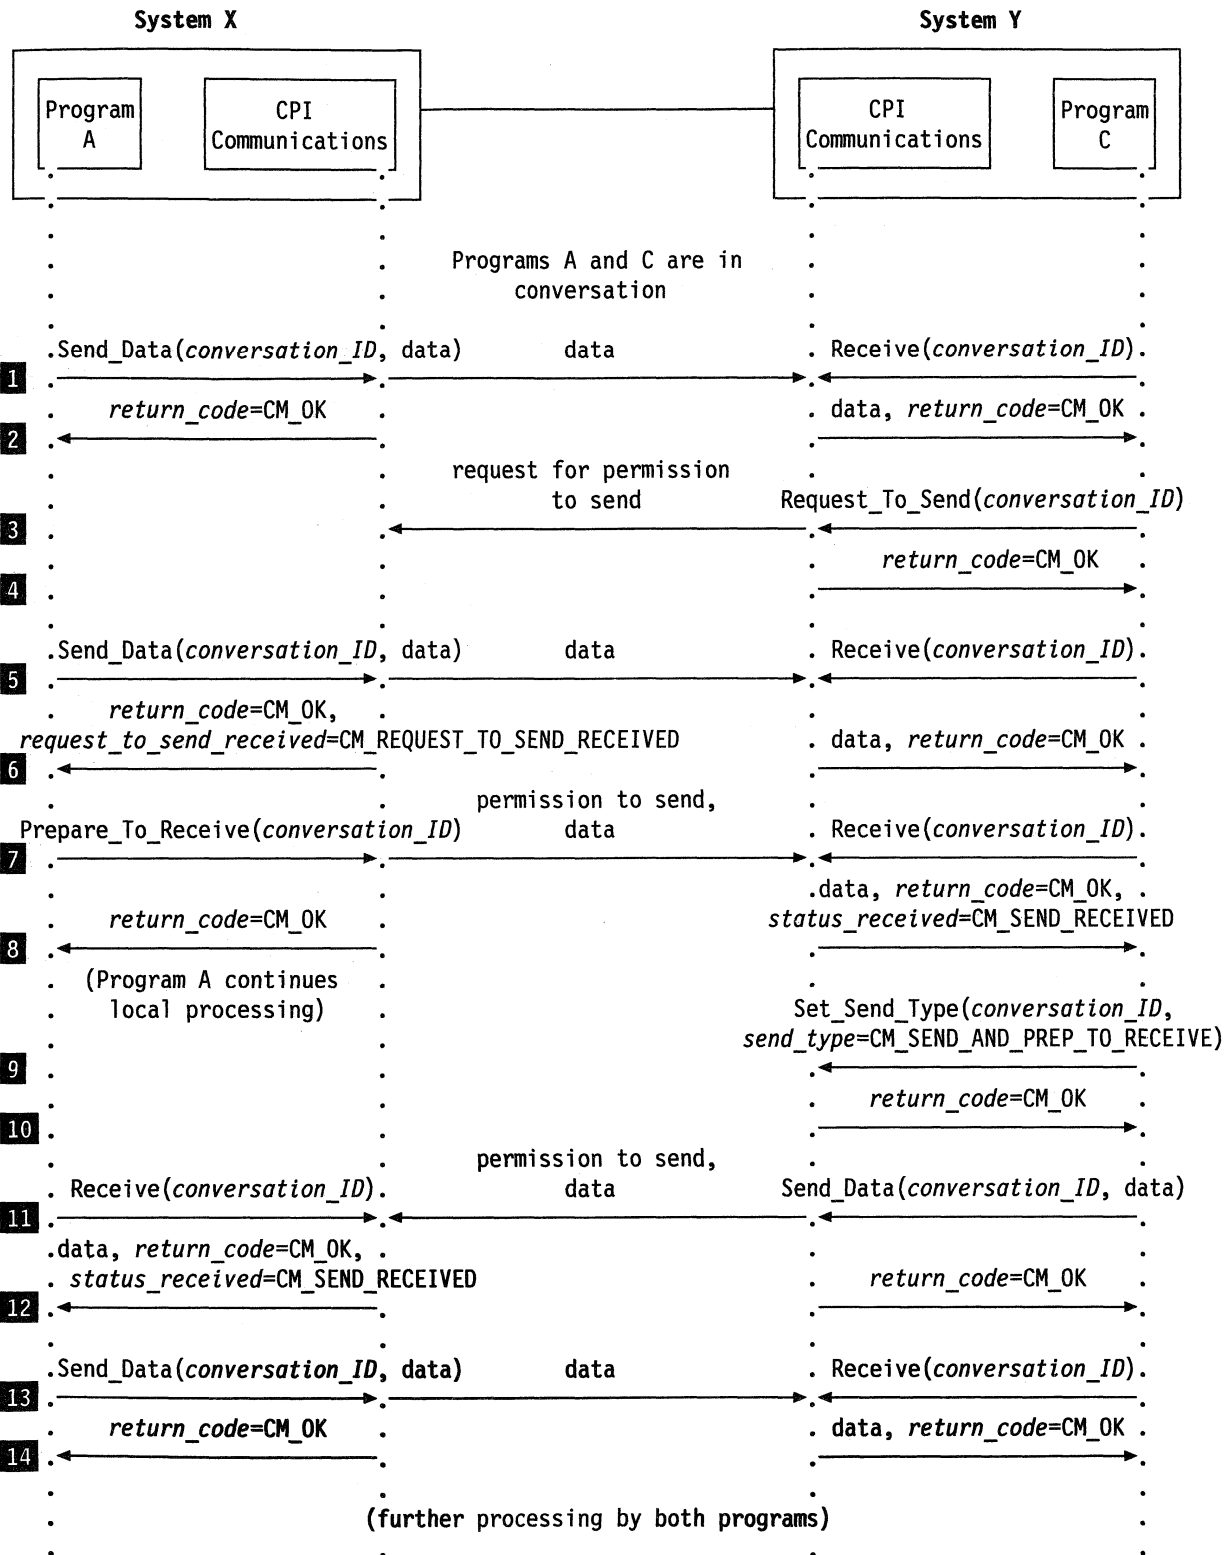 System X
System Y
Program
A
CPI
Communications
CPI
Communications
Program
C
Programs A and C are in
conversation
Send_Data(conversation_ID, data)
data
Receive(conversation_ID)
1
return_code=CM_OK
data, return_code=CM_OK
2
request for permission
to send
Request_To_Send(conversation_ID)
3
return_code=CM_OK
4
Send_Data(conversation_ID, data)
data
Receive(conversation_ID)
5
return_code=CM_OK,
request_to_send_received=CM_REQUEST_TO_SEND_RECEIVED
data, return_code=CM_OK
6
permission to send,
Prepare_To_Receive(conversation_ID)
data
Receive(conversation_ID)
7
data, return_code=CM_OK,
return_code=CM_OK
status_received=CM_SEND_RECEIVED
8
(Program A continues
local processing)
Set_Send_Type(conversation_ID,
send_type=CM_SEND_AND_PREP_TO_RECEIVE)
9
return_code=CM_OK
10
permission to send,
Receive(conversation_ID)
data
Send_Data(conversation_ID, data)
11
data, return_code=CM_OK,
status_received=CM_SEND_RECEIVED
return_code=CM_OK
12
Send_Data(conversation_ID, data)
data
Receive(conversation_ID)
13
return_code=CM_OK
data, return_code=CM_OK
14
(further processing by both programs)